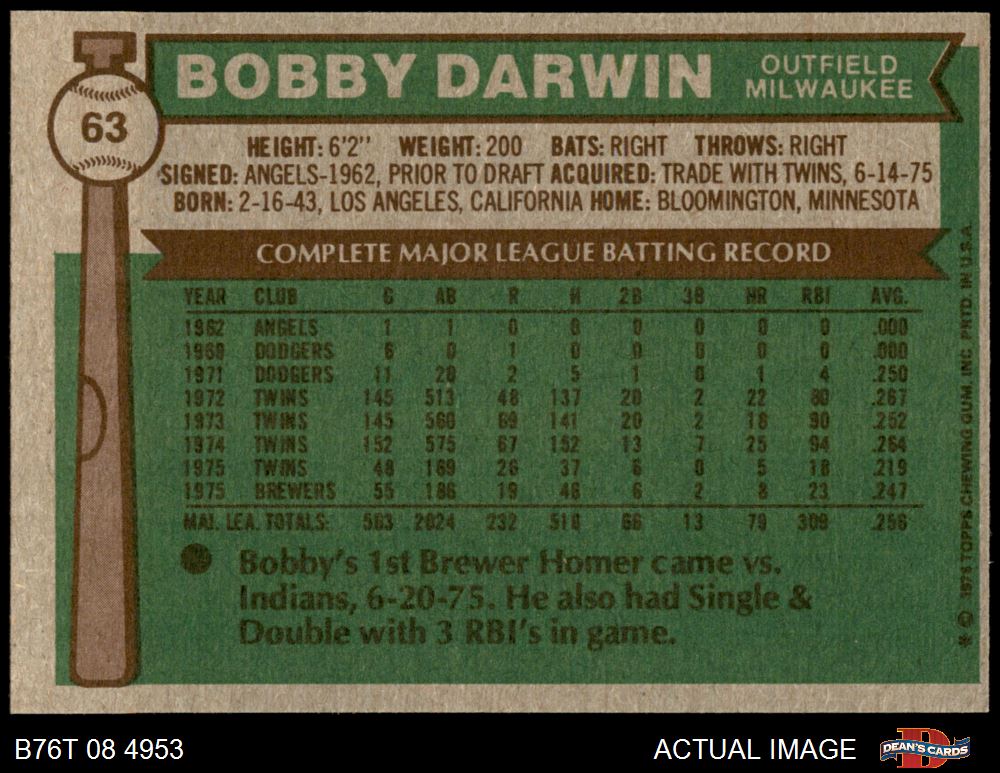 63
BOBBY DARWIN
OUTFIELD
MILWAUKEE
HEIGHT: 6'2" WEIGHT: 200 BATS: RIGHT THROWS: RIGHT
SIGNED: ANGELS-1962, PRIOR TO DRAFT ACQUIRED: TRADE WITH TWINS, 6-14-75
BORN: 2-16-43, LOS ANGELES, CALIFORNIA HOME: BLOOMINGTON, MINNESOTA
COMPLETE MAJOR LEAGUE BATTING RECORD
YEAR CLUB G AB R H 2B 3B HR RBI AVG.
1962 ANGELS 1 1 0 0 0 0 0 0 .000
1969 DODGERS 6 0 1 0 0 0 0 0 .000
1971 DODGERS 11 20 2 5 1 0 1 4 .250
1972 TWINS 145 513 48 137 20 2 22 80 .267
1973 TWINS 145 560 69 141 20 2 18 90 .252
1974 TWINS 152 575 67 152 13 7 25 94 .264
1975 TWINS 48 169 26 37 6 0 5 18 .219
1975 BREWERS 55 186 19 46 6 2 8 23 .247
MAJ. LEA. TOTALS: 563 2024 232 518 66 13 79 309 .256
Bobby's 1st Brewer Homer came vs.
Indians, 6-20-75. He also had Single &
Double with 3 RBI's in game.
* © 1976 TOPPS CHEWING GUM, INC. PRTD. IN U.S.A.
B76T 08 4953
ACTUAL IMAGE
DEAN'S CARDS